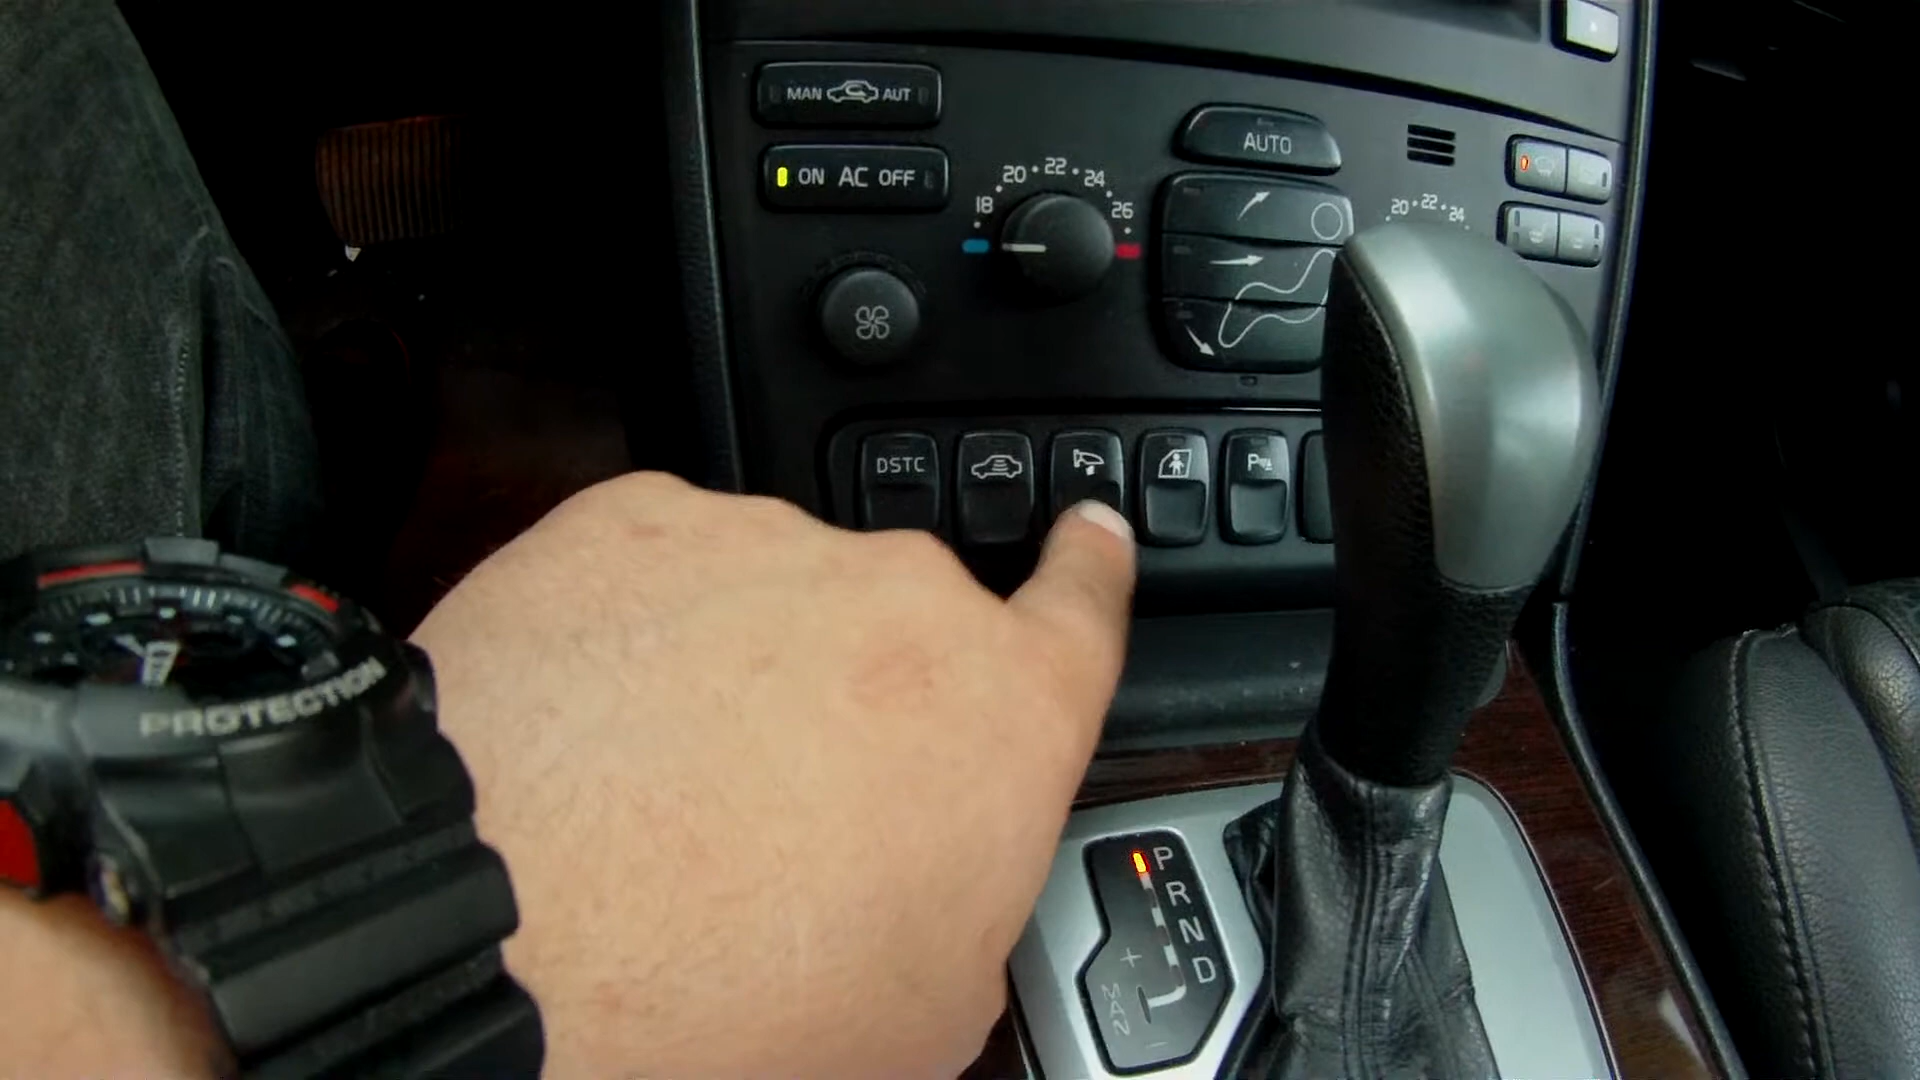 MAN AUT
ON AC OFF
18 20 22 24 26
AUTO
20 22 24
DSTC
P
PROTECTION
P
R
N
D
+
MAN
-